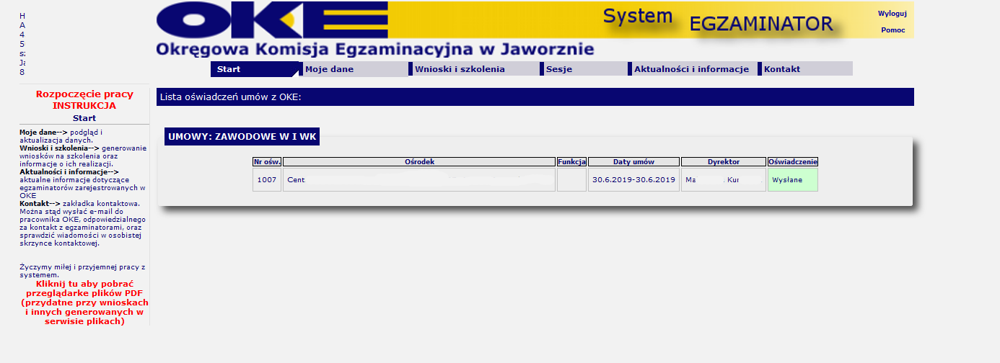 H
A
4
5
sz
Ja
8
OKE
System EGZAMINATOR
Wyloguj
Pomoc
Okręgowa Komisja Egzaminacyjna w Jaworznie
Start Moje dane Wnioski i szkolenia Sesje Aktualności i informacje Kontakt
Rozpoczęcie pracy
INSTRUKCJA
Start
Moje dane--> podgląd i
aktualizacja danych.
Wnioski i szkolenia--> generowanie
wniosków na szkolenia oraz
informacje o ich realizacji.
Aktualności i informacje-->
aktualne informacje dotyczące
egzaminatorów zarejestrowanych w
OKE
Kontakt--> zakładka kontaktowa.
Można stąd wysłać e-mail do
pracownika OKE, odpowiedzialnego
za kontakt z egzaminatorami, oraz
sprawdzić wiadomości w osobistej
skrzynce kontaktowej.
Życzymy miłej i przyjemnej pracy z
systemem.
Kliknij tu aby pobrać
przeglądarke plików PDF
(przydatne przy wnioskach
i innych generowanych w
serwisie plikach)
Lista oświadczeń umów z OKE:
UMOWY: ZAWODOWE W I WK
Nr ośw. Ośrodek Funkcja Daty umów Dyrektor Oświadczenie
1007 Cent 30.6.2019-30.6.2019 Ma . Kur Wysłane